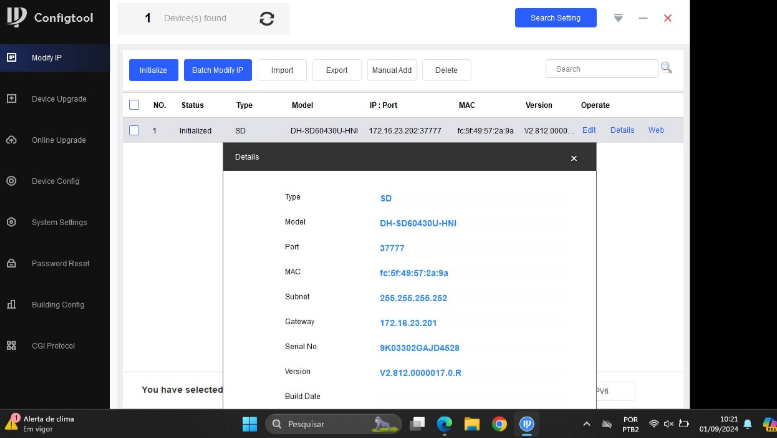 Configtool
1 Device(s) found
Search Setting
Modify IP
Device Upgrade
Online Upgrade
Device Config
System Settings
Password Reset
Building Config
CGI Protocol
Initialize Batch Modify IP Import Export Manual Add Delete Search
NO. Status Type Model IP : Port MAC Version Operate
1 Initialized SD DH-SD60430U-HNI 172.16.23.202:37777 fc:5f:49:57:2a:9a V2.812.0000... Edit Details Web
Details
Type SD
Model DH-SD60430U-HNI
Port 37777
MAC fc:5f:49:57:2a:9a
Subnet 255.255.255.252
Gateway 172.16.23.201
Serial No. 9K03302GAJD4528
Version V2.812.0000017.0.R
Build Date
You have selected
PV6
1 Alerta de clima
Em vigor
Pesquisar
POR
PTB2
10:21
01/09/2024